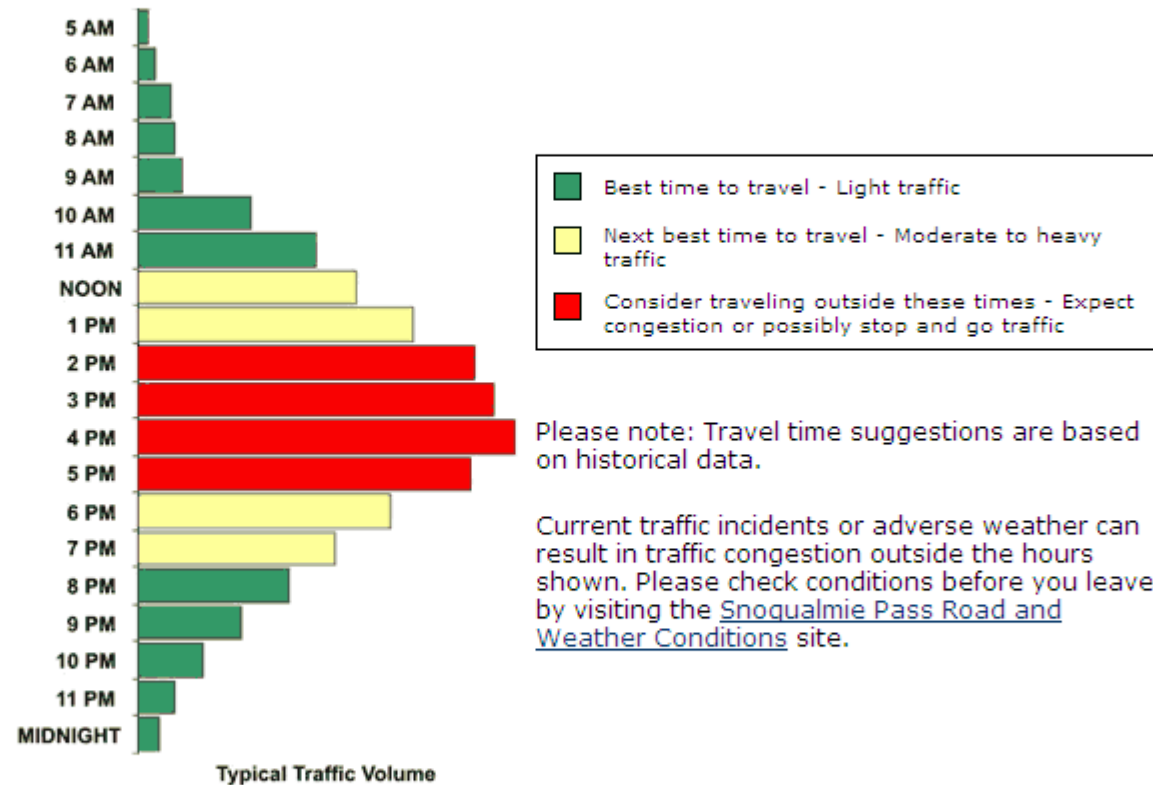 5 AM
6 AM
7 AM
8 AM
9 AM
10 AM
11 AM
NOON
1 PM
2 PM
3 PM
4 PM
5 PM
6 PM
7 PM
8 PM
9 PM
10 PM
11 PM
MIDNIGHT
Typical Traffic Volume
Best time to travel - Light traffic
Next best time to travel - Moderate to heavy
traffic
Consider traveling outside these times - Expect
congestion or possibly stop and go traffic
Please note: Travel time suggestions are based
on historical data.
Current traffic incidents or adverse weather can
result in traffic congestion outside the hours
shown. Please check conditions before you leave
by visiting the Snoqualmie Pass Road and
Weather Conditions site.